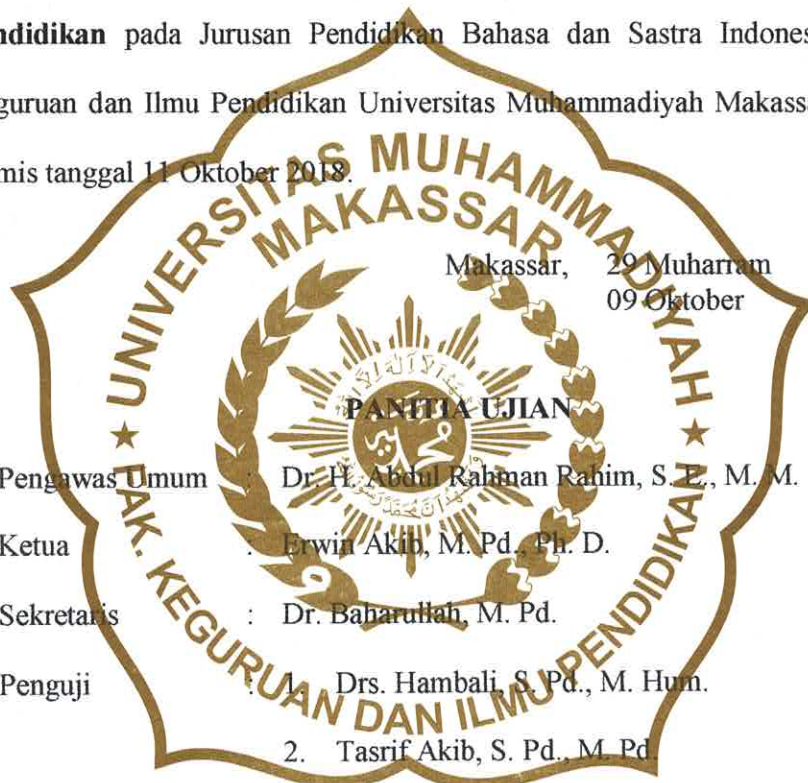 ndidikan pada Jurusan Pendidikan Bahasa dan Sastra Indones
guruan dan Ilmu Pendidikan Universitas Muhammadiyah Makass
mis tanggal 11 Oktober 2018.
UNIVERSITAS MUHAMMADIYAH
MAKASSAR
Makassar, 29 Muharram
09 Oktober
PANITIA UJIAN
Pengawas Umum : Dr. H. Abdul Rahman Rahim, S. E., M. M.
Ketua : Erwin Akib, M. Pd., Ph. D.
Sekretaris : Dr. Baharullah, M. Pd.
Penguji : 1. Drs. Hambali, S. Pd., M. Hum.
2. Tasrif Akib, S. Pd., M. Pd.
FAK. KEGURUAN DAN ILMU PENDIDIKAN